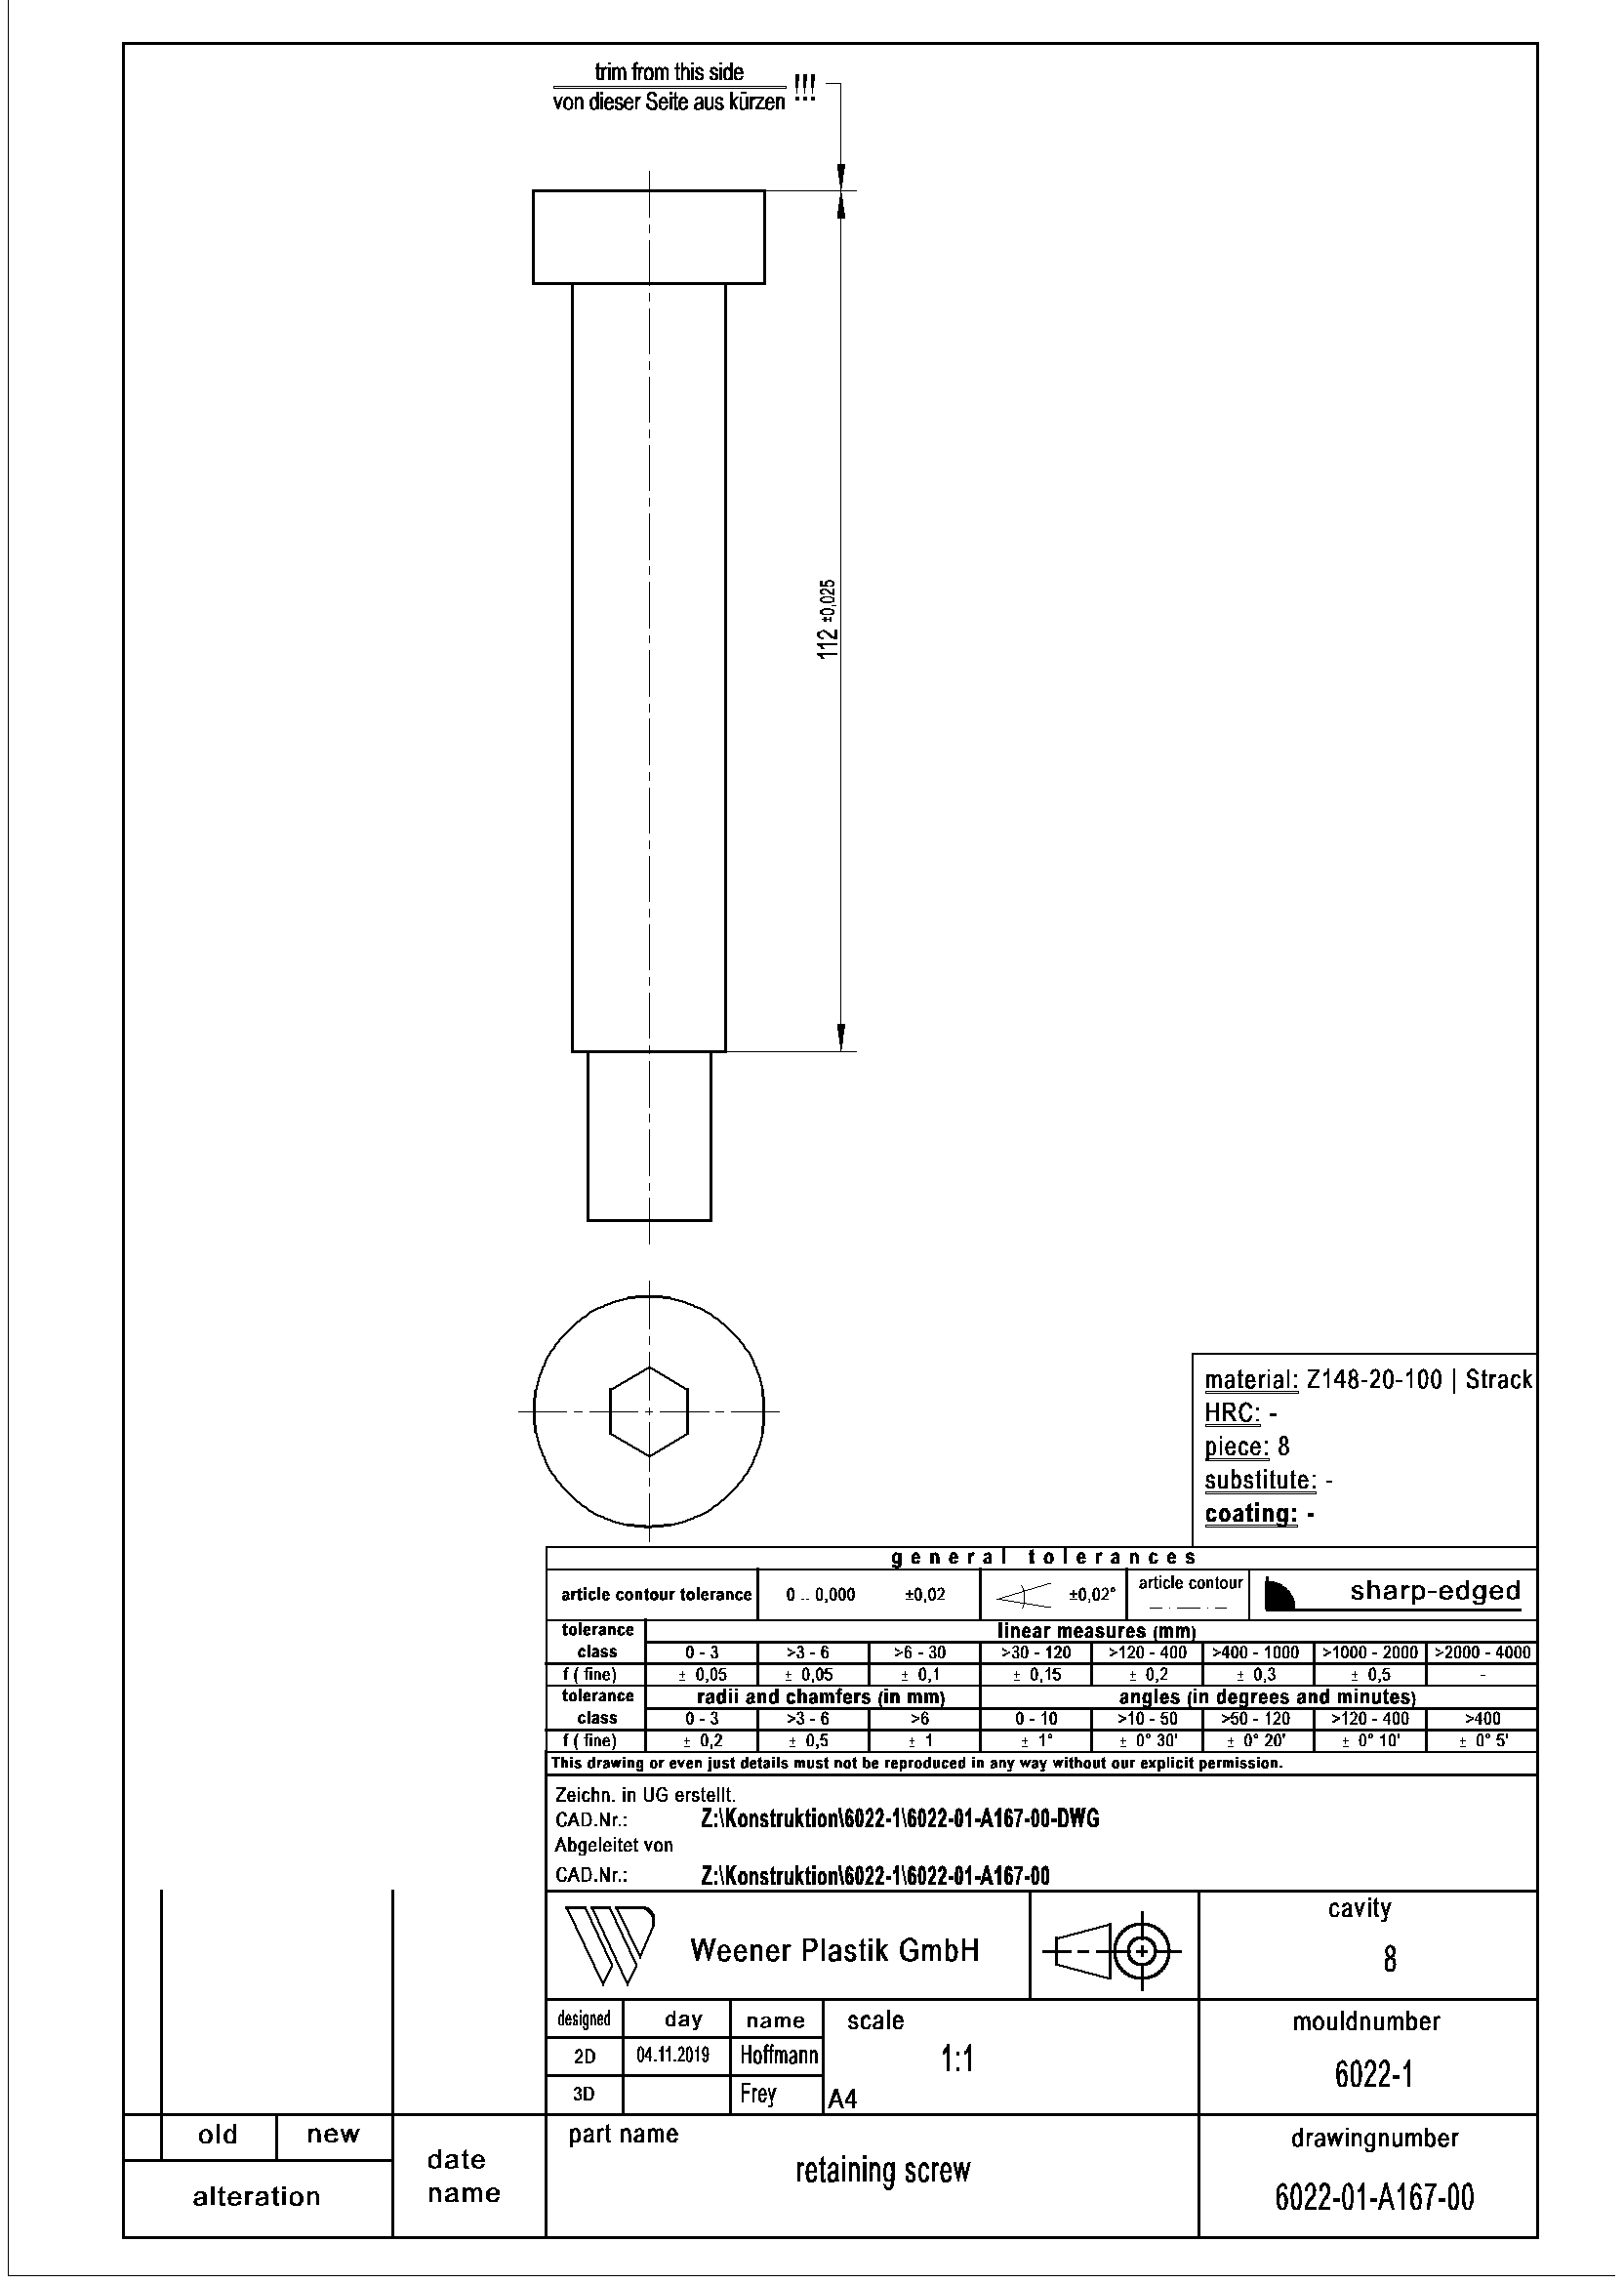 trim from this side
von dieser Seite aus kürzen !!!
112 ±0,025
material: Z148-20-100 | Strack
HRC: -
piece: 8
substitute: -
coating: -
general tolerances
article contour tolerance 0 .. 0,000 ±0,02 ±0,02° article contour sharp-edged
tolerance linear measures (mm)
class 0 - 3 >3 - 6 >6 - 30 >30 - 120 >120 - 400 >400 - 1000 >1000 - 2000 >2000 - 4000
f ( fine) ± 0,05 ± 0,05 ± 0,1 ± 0,15 ± 0,2 ± 0,3 ± 0,5 -
tolerance radii and chamfers (in mm) angles (in degrees and minutes)
class 0 - 3 >3 - 6 >6 0 - 10 >10 - 50 >50 - 120 >120 - 400 >400
f ( fine) ± 0,2 ± 0,5 ± 1 ± 1° ± 0° 30' ± 0° 20' ± 0° 10' ± 0° 5'
This drawing or even just details must not be reproduced in any way without our explicit permission.
Zeichn. in UG erstellt.
CAD.Nr.: Z:\Konstruktion\6022-1\6022-01-A167-00-DWG
Abgeleitet von
CAD.Nr.: Z:\Konstruktion\6022-1\6022-01-A167-00
Weener Plastik GmbH
cavity
8
designed day name scale
2D 04.11.2019 Hoffmann 1:1
3D Frey A4
mouldnumber
6022-1
old new
alteration
date
name
part name
retaining screw
drawingnumber
6022-01-A167-00